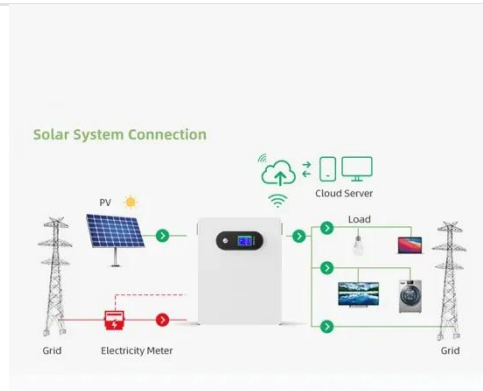 Solar System Connection
Cloud Server
PV
Load
Grid
Electricity Meter
Grid